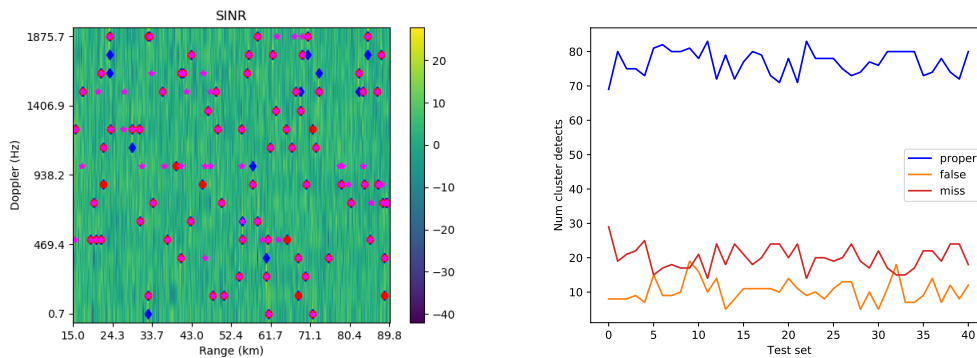 SINR
1875.7
1406.9
938.2
469.4
0.7
Doppler (Hz)
15.0 24.3 33.7 43.0 52.4 61.7 71.1 80.4 89.8
Range (km)
20
10
0
−10
−20
−30
−40
80
70
60
50
40
30
20
10
Num cluster detects
proper
false
miss
0 5 10 15 20 25 30 35 40
Test set